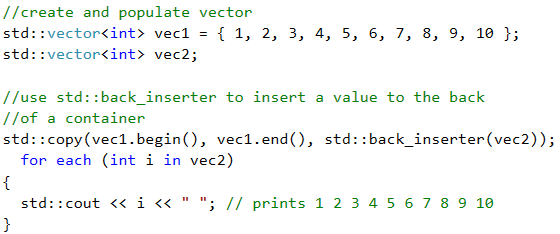 //create and populate vector
std::vector<int> vec1 = { 1, 2, 3, 4, 5, 6, 7, 8, 9, 10 };
std::vector<int> vec2;

//use std::back_inserter to insert a value to the back
//of a container
std::copy(vec1.begin(), vec1.end(), std::back_inserter(vec2));
  for each (int i in vec2)
{
  std::cout << i << " "; // prints 1 2 3 4 5 6 7 8 9 10
}